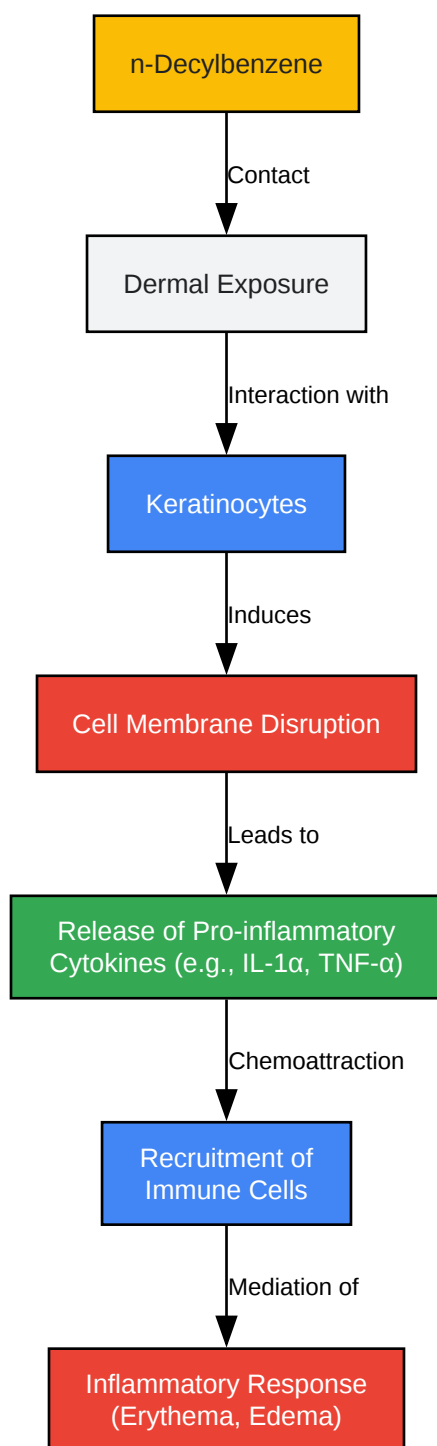 n-Decylbenzene
Contact
Dermal Exposure
Interaction with
Keratinocytes
Induces
Cell Membrane Disruption
Leads to
Release of Pro-inflammatory
Cytokines (e.g., IL-1α, TNF-α)
Chemoattraction
Recruitment of
Immune Cells
Mediation of
Inflammatory Response
(Erythema, Edema)